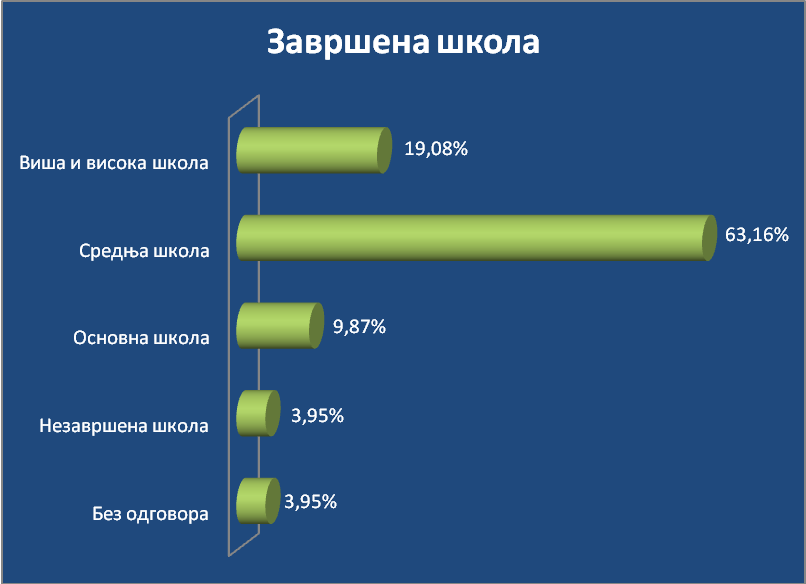 Завршена школа
Виша и висока школа 19,08%
Средња школа 63,16%
Основна школа 9,87%
Незавршена школа 3,95%
Без одговора 3,95%